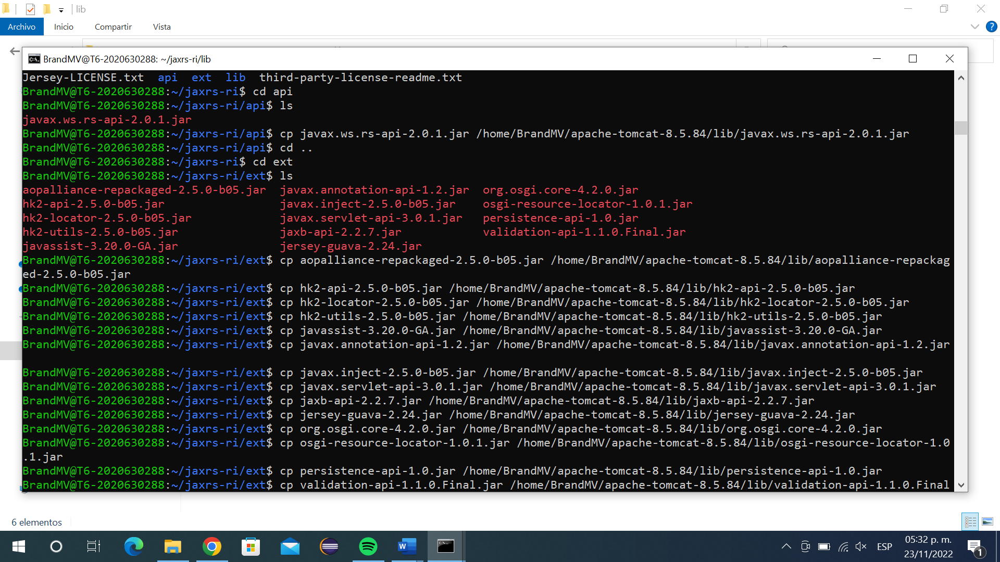 lib
Archivo Inicio Compartir Vista
BrandMV@T6-2020630288: ~/jaxrs-ri/lib
Jersey-LICENSE.txt  api  ext  lib  third-party-license-readme.txt
BrandMV@T6-2020630288:~/jaxrs-ri$ cd api
BrandMV@T6-2020630288:~/jaxrs-ri/api$ ls
javax.ws.rs-api-2.0.1.jar
BrandMV@T6-2020630288:~/jaxrs-ri/api$ cp javax.ws.rs-api-2.0.1.jar /home/BrandMV/apache-tomcat-8.5.84/lib/javax.ws.rs-api-2.0.1.jar
BrandMV@T6-2020630288:~/jaxrs-ri/api$ cd ..
BrandMV@T6-2020630288:~/jaxrs-ri$ cd ext
BrandMV@T6-2020630288:~/jaxrs-ri/ext$ ls
aopalliance-repackaged-2.5.0-b05.jar  javax.annotation-api-1.2.jar  org.osgi.core-4.2.0.jar
hk2-api-2.5.0-b05.jar                 javax.inject-2.5.0-b05.jar    osgi-resource-locator-1.0.1.jar
hk2-locator-2.5.0-b05.jar             javax.servlet-api-3.0.1.jar   persistence-api-1.0.jar
hk2-utils-2.5.0-b05.jar               jaxb-api-2.2.7.jar            validation-api-1.1.0.Final.jar
javassist-3.20.0-GA.jar               jersey-guava-2.24.jar
BrandMV@T6-2020630288:~/jaxrs-ri/ext$ cp aopalliance-repackaged-2.5.0-b05.jar /home/BrandMV/apache-tomcat-8.5.84/lib/aopalliance-repackag
ed-2.5.0-b05.jar
BrandMV@T6-2020630288:~/jaxrs-ri/ext$ cp hk2-api-2.5.0-b05.jar /home/BrandMV/apache-tomcat-8.5.84/lib/hk2-api-2.5.0-b05.jar
BrandMV@T6-2020630288:~/jaxrs-ri/ext$ cp hk2-locator-2.5.0-b05.jar /home/BrandMV/apache-tomcat-8.5.84/lib/hk2-locator-2.5.0-b05.jar
BrandMV@T6-2020630288:~/jaxrs-ri/ext$ cp hk2-utils-2.5.0-b05.jar /home/BrandMV/apache-tomcat-8.5.84/lib/hk2-utils-2.5.0-b05.jar
BrandMV@T6-2020630288:~/jaxrs-ri/ext$ cp javassist-3.20.0-GA.jar /home/BrandMV/apache-tomcat-8.5.84/lib/javassist-3.20.0-GA.jar
BrandMV@T6-2020630288:~/jaxrs-ri/ext$ cp javax.annotation-api-1.2.jar /home/BrandMV/apache-tomcat-8.5.84/lib/javax.annotation-api-1.2.jar
BrandMV@T6-2020630288:~/jaxrs-ri/ext$ cp javax.inject-2.5.0-b05.jar /home/BrandMV/apache-tomcat-8.5.84/lib/javax.inject-2.5.0-b05.jar
BrandMV@T6-2020630288:~/jaxrs-ri/ext$ cp javax.servlet-api-3.0.1.jar /home/BrandMV/apache-tomcat-8.5.84/lib/javax.servlet-api-3.0.1.jar
BrandMV@T6-2020630288:~/jaxrs-ri/ext$ cp jaxb-api-2.2.7.jar /home/BrandMV/apache-tomcat-8.5.84/lib/jaxb-api-2.2.7.jar
BrandMV@T6-2020630288:~/jaxrs-ri/ext$ cp jersey-guava-2.24.jar /home/BrandMV/apache-tomcat-8.5.84/lib/jersey-guava-2.24.jar
BrandMV@T6-2020630288:~/jaxrs-ri/ext$ cp org.osgi.core-4.2.0.jar /home/BrandMV/apache-tomcat-8.5.84/lib/org.osgi.core-4.2.0.jar
BrandMV@T6-2020630288:~/jaxrs-ri/ext$ cp osgi-resource-locator-1.0.1.jar /home/BrandMV/apache-tomcat-8.5.84/lib/osgi-resource-locator-1.0
.1.jar
BrandMV@T6-2020630288:~/jaxrs-ri/ext$ cp persistence-api-1.0.jar /home/BrandMV/apache-tomcat-8.5.84/lib/persistence-api-1.0.jar
BrandMV@T6-2020630288:~/jaxrs-ri/ext$ cp validation-api-1.1.0.Final.jar /home/BrandMV/apache-tomcat-8.5.84/lib/validation-api-1.1.0.Final
6 elementos
ESP
05:32 p. m.
23/11/2022
1